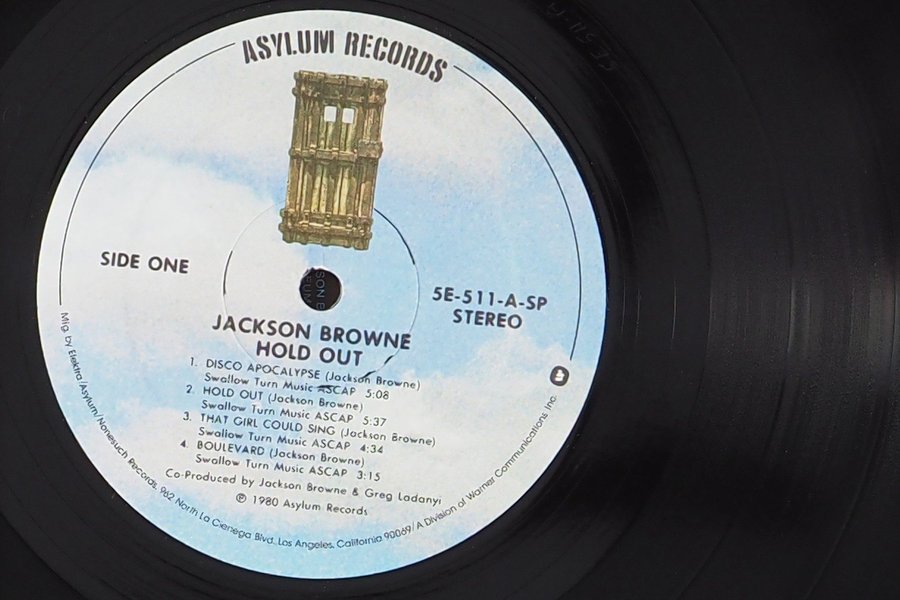 ASYLUM RECORDS
SIDE ONE
5E-511-A-SP
STEREO
JACKSON BROWNE
HOLD OUT
1. DISCO APOCALYPSE (Jackson Browne)
Swallow Turn Music ASCAP 5:08
2. HOLD OUT (Jackson Browne)
Swallow Turn Music ASCAP 5:37
3. THAT GIRL COULD SING (Jackson Browne)
Swallow Turn Music ASCAP 4:34
4. BOULEVARD (Jackson Browne)
Swallow Turn Music ASCAP 3:15
Co-Produced by Jackson Browne & Greg Ladanyi
℗ 1980 Asylum Records
Mfg. by Elektra/Asylum/Nonesuch Records, 962 North La Cienega Blvd. Los Angeles, California 90069/A Division of Warner Communications Inc.